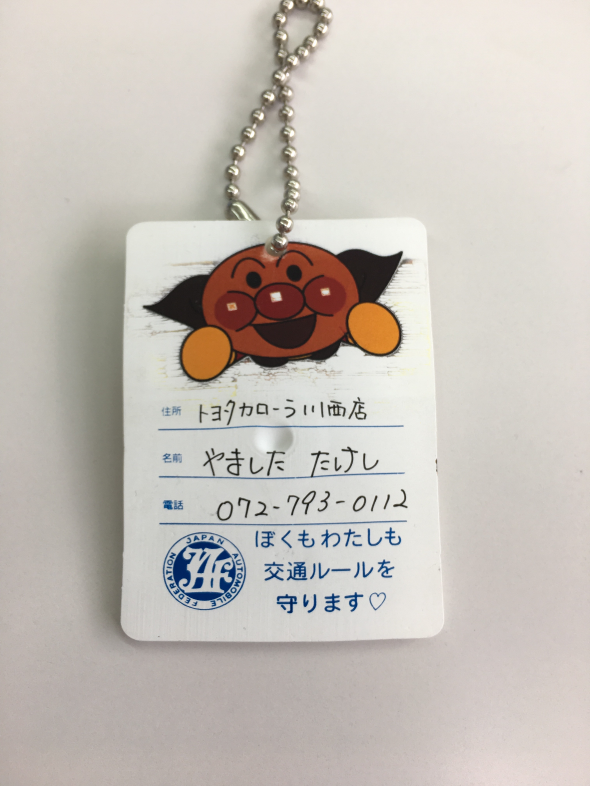 住所 トヨタカローラ川西店
名前 やました たけし
電話 072-793-0112
JAPAN AUTOMOBILE FEDERATION
JAF
ぼくもわたしも
交通ルールを
守ります♡